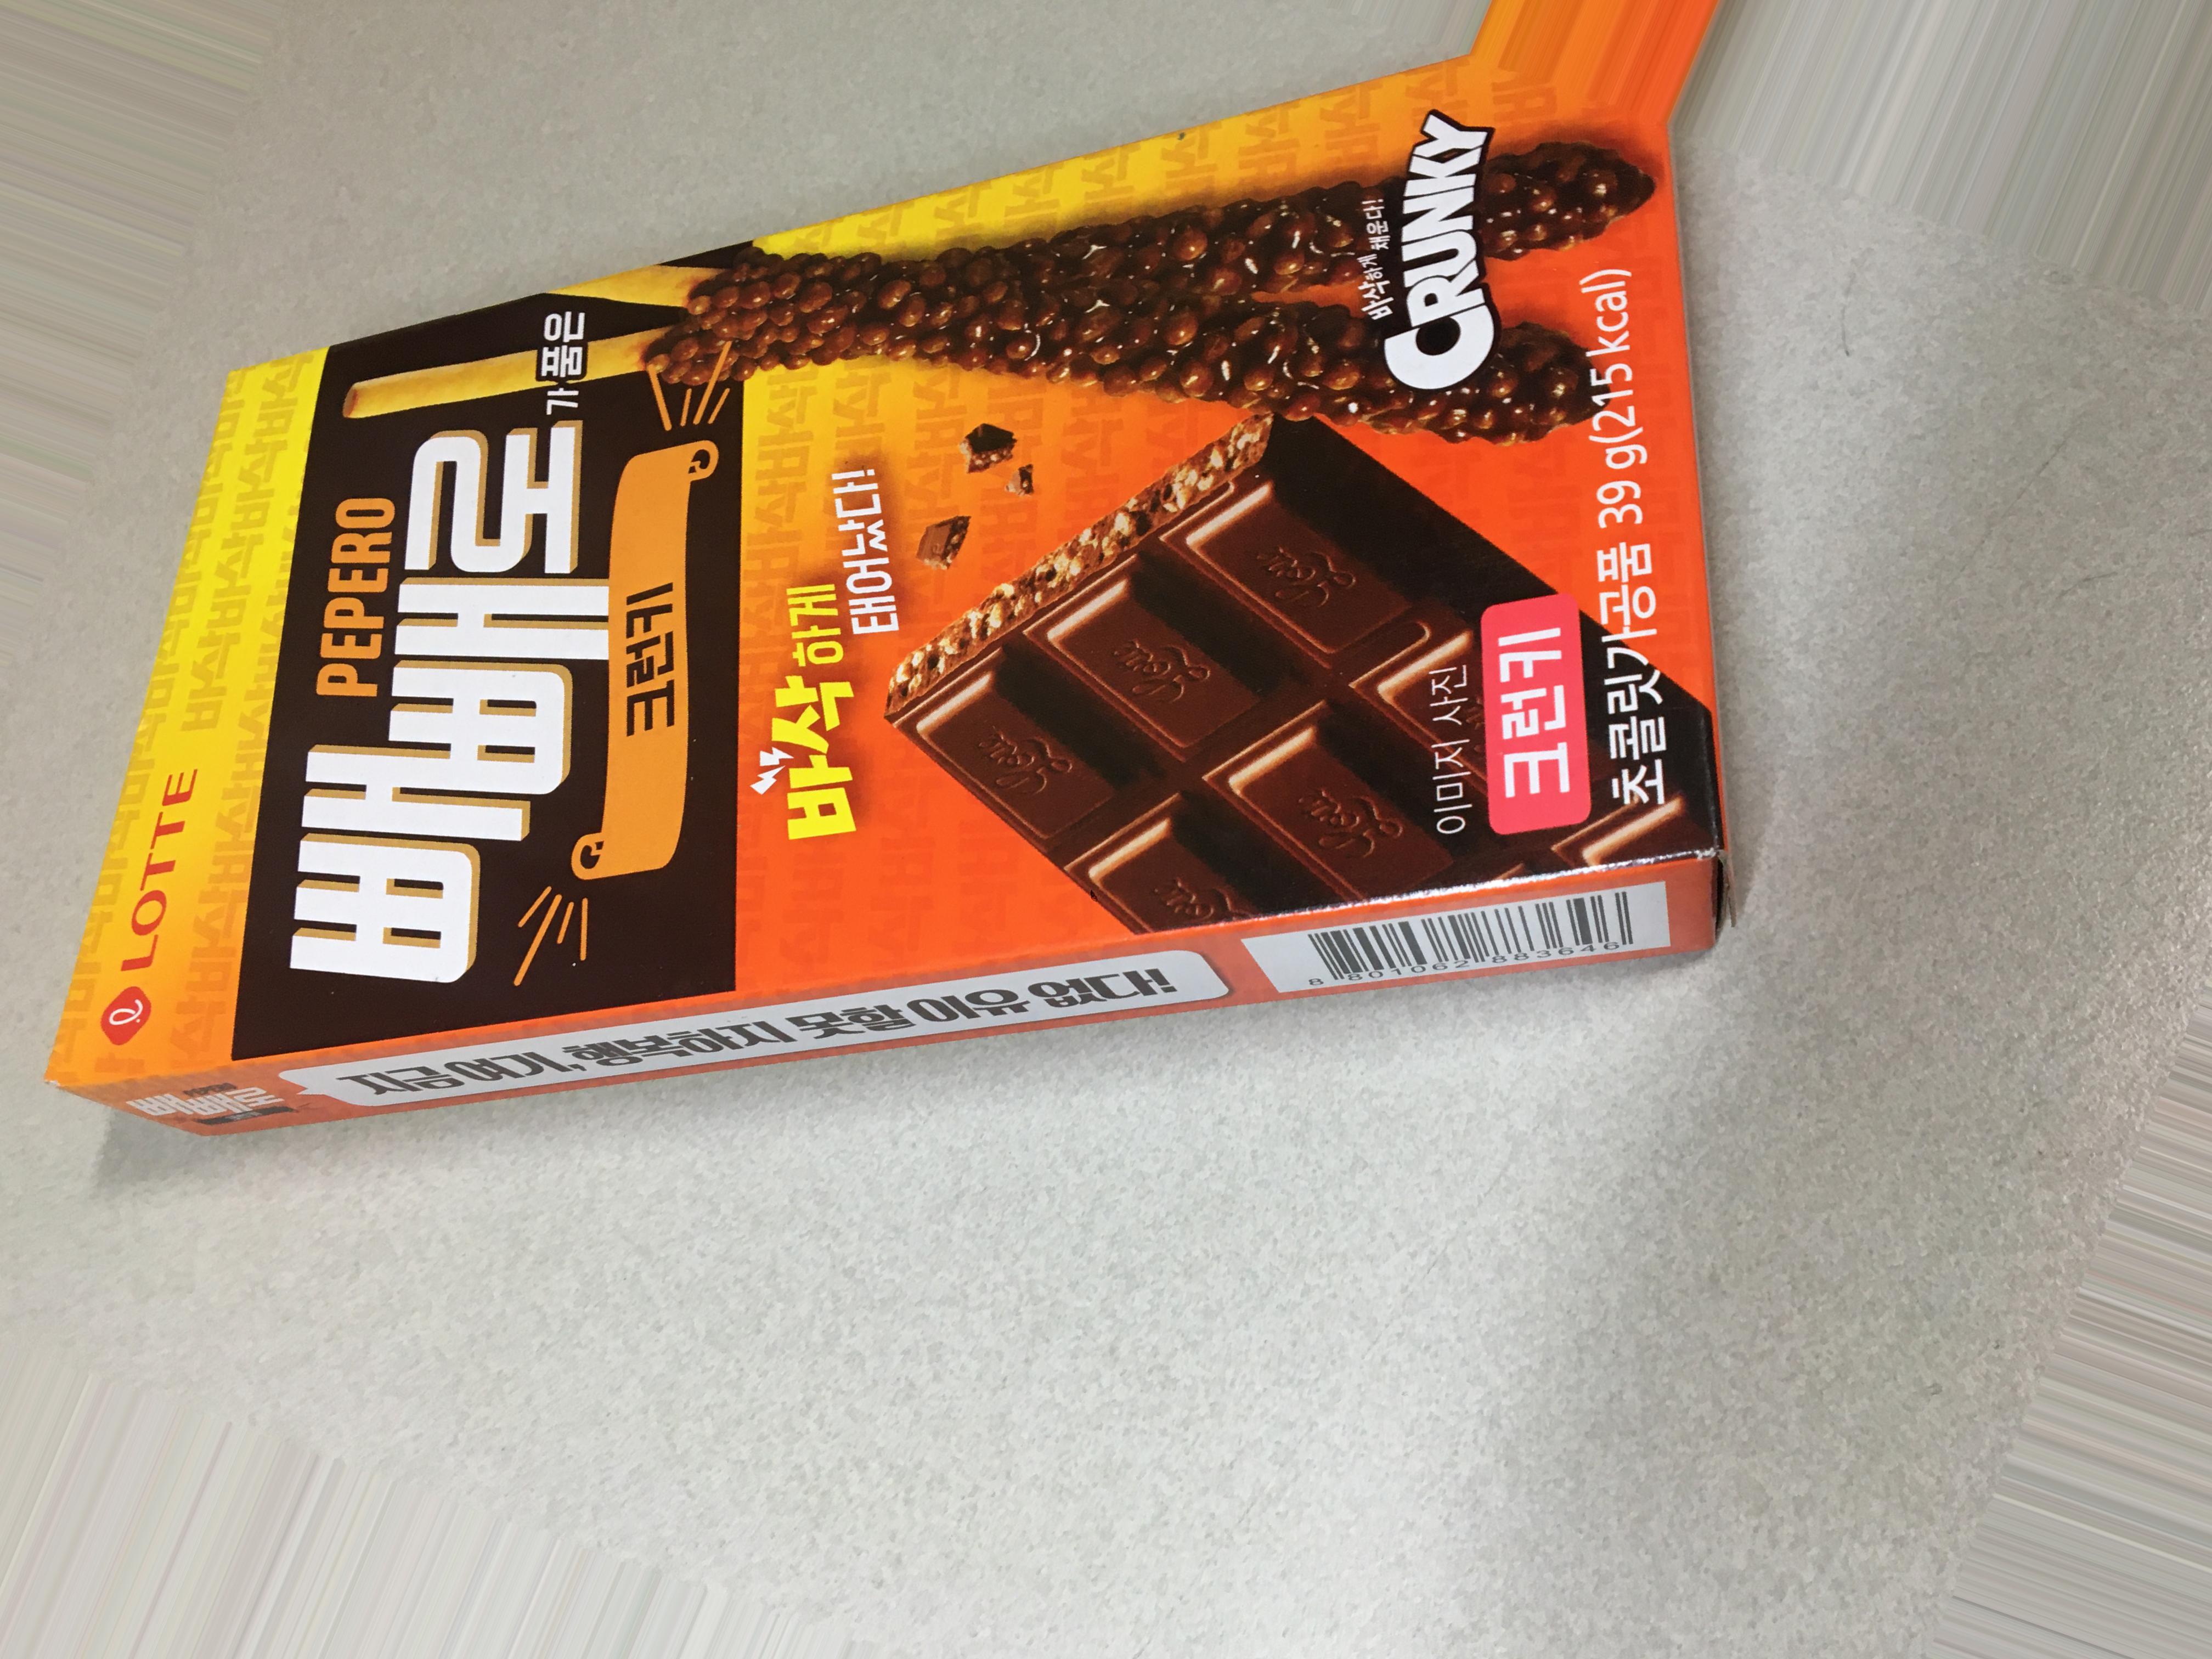 LOTTE
PEPERO
빼빼로가 품은
크런키
바삭하게
태어났다!
바삭하게 채운다!
CRUNKY
이미지 사진
크런키
초콜릿가공품 39 g(215 kcal)
빼빼로
지금 여기, 행복하지 못할 이유 없다!
8 801062 883646